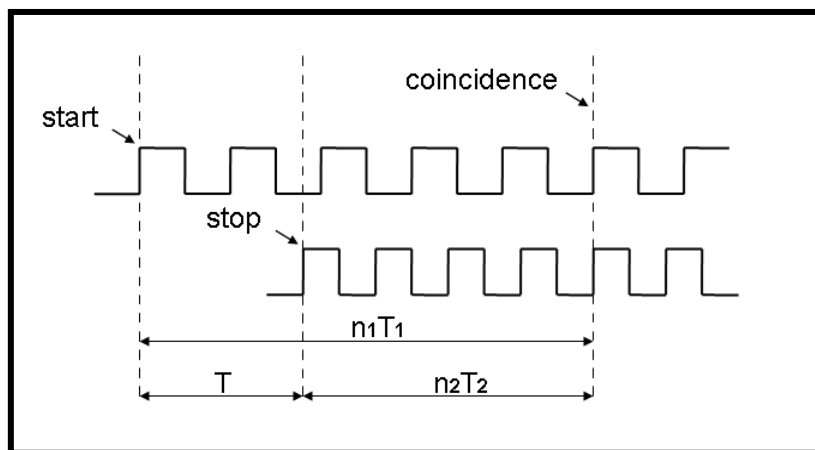 coincidence
start
stop
n₁T₁
T
n₂T₂